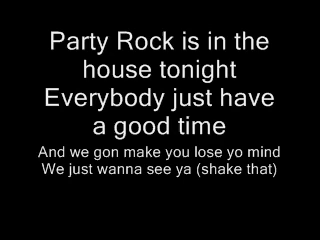 Party Rock is in the
house tonight
Everybody just have
a good time
And we gon make you lose yo mind
We just wanna see ya (shake that)